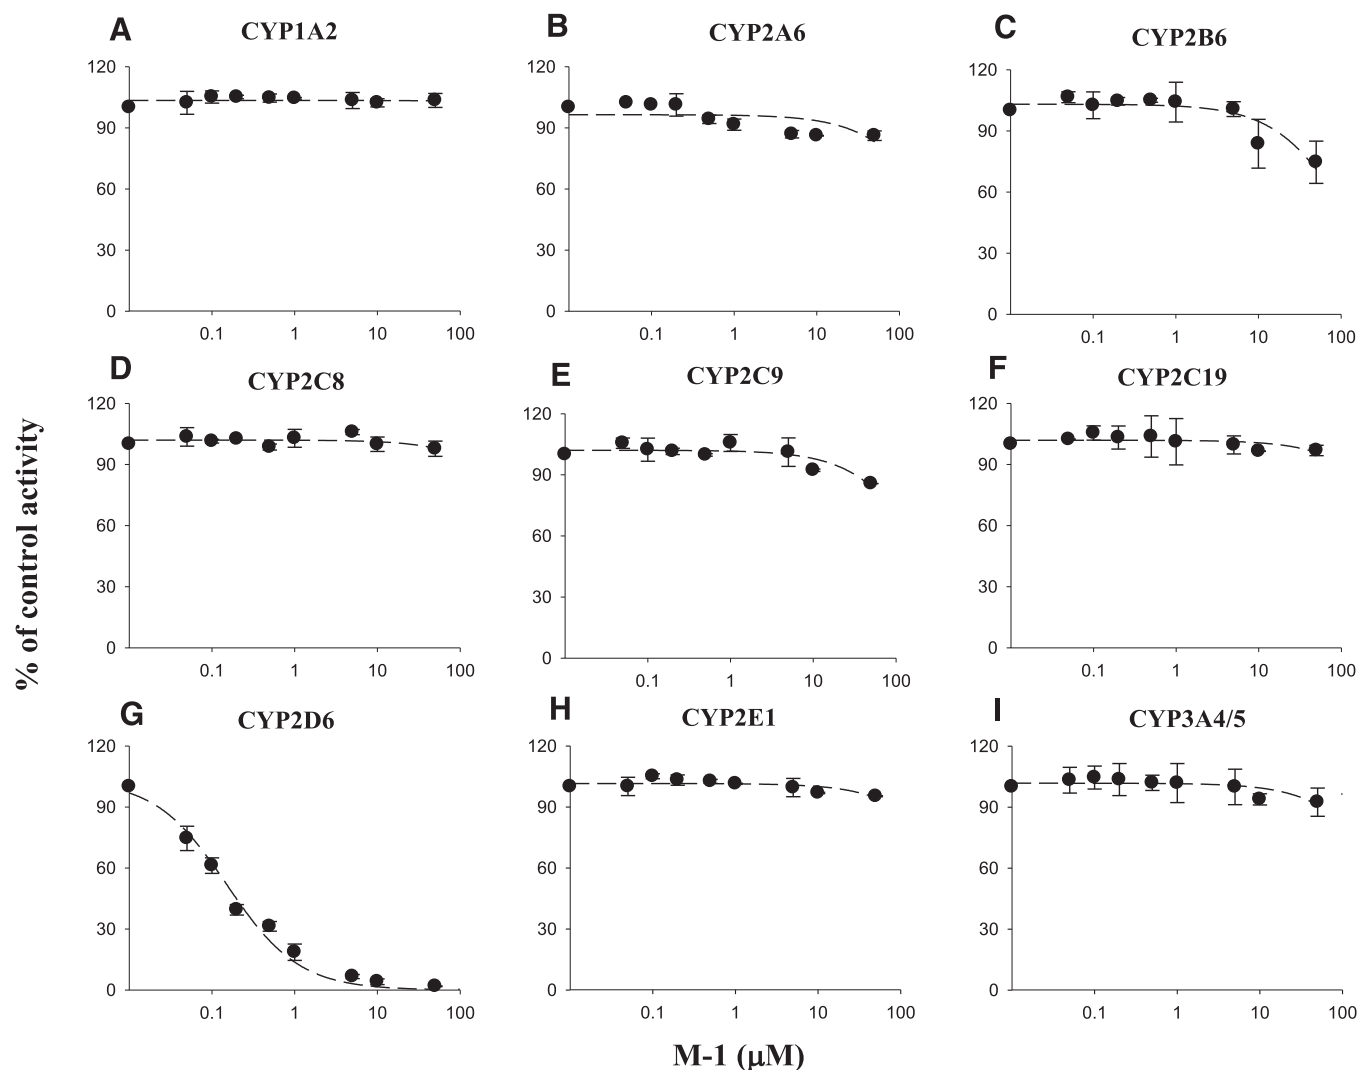 A CYP1A2
120
90
60
30
0
0.1 1 10 100
B CYP2A6
120
90
60
30
0
0.1 1 10 100
C CYP2B6
120
90
60
30
0
0.1 1 10 100
D CYP2C8
120
90
60
30
0
0.1 1 10 100
E CYP2C9
120
90
60
30
0
0.1 1 10 100
F CYP2C19
120
90
60
30
0
0.1 1 10 100
G CYP2D6
120
90
60
30
0
0.1 1 10 100
H CYP2E1
120
90
60
30
0
0.1 1 10 100
I CYP3A4/5
120
90
60
30
0
0.1 1 10 100
% of control activity
M-1 (μM)